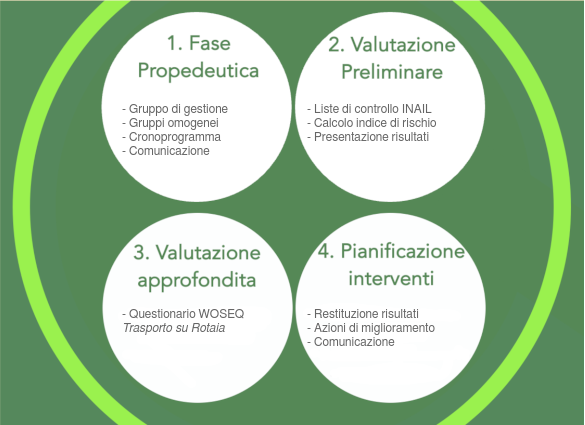 1. Fase
Propedeutica
- Gruppo di gestione
- Gruppi omogenei
- Cronoprogramma
- Comunicazione
2. Valutazione
Preliminare
- Liste di controllo INAIL
- Calcolo indice di rischio
- Presentazione risultati
3. Valutazione
approfondita
- Questionario WOSEQ
Trasporto su Rotaia
4. Pianificazione
interventi
- Restituzione risultati
- Azioni di miglioramento
- Comunicazione